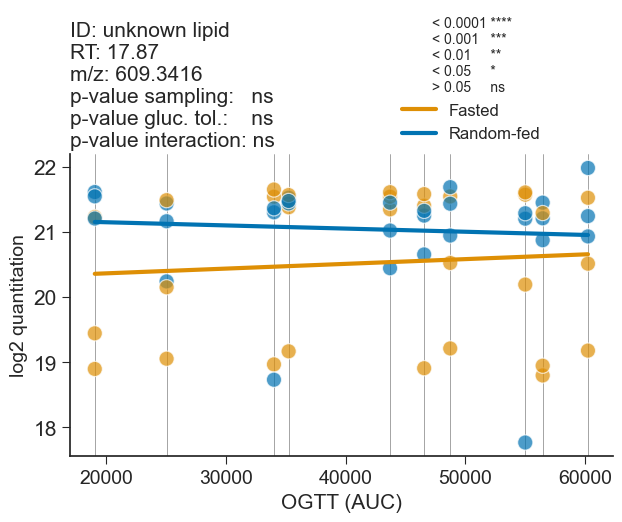 ID: unknown lipid
RT: 17.87
m/z: 609.3416
p-value sampling: ns
p-value gluc. tol.: ns
p-value interaction: ns
< 0.0001 ****
< 0.001 ***
< 0.01 **
< 0.05 *
> 0.05 ns
Fasted
Random-fed
22
21
20
19
18
log2 quantitation
20000 30000 40000 50000 60000
OGTT (AUC)